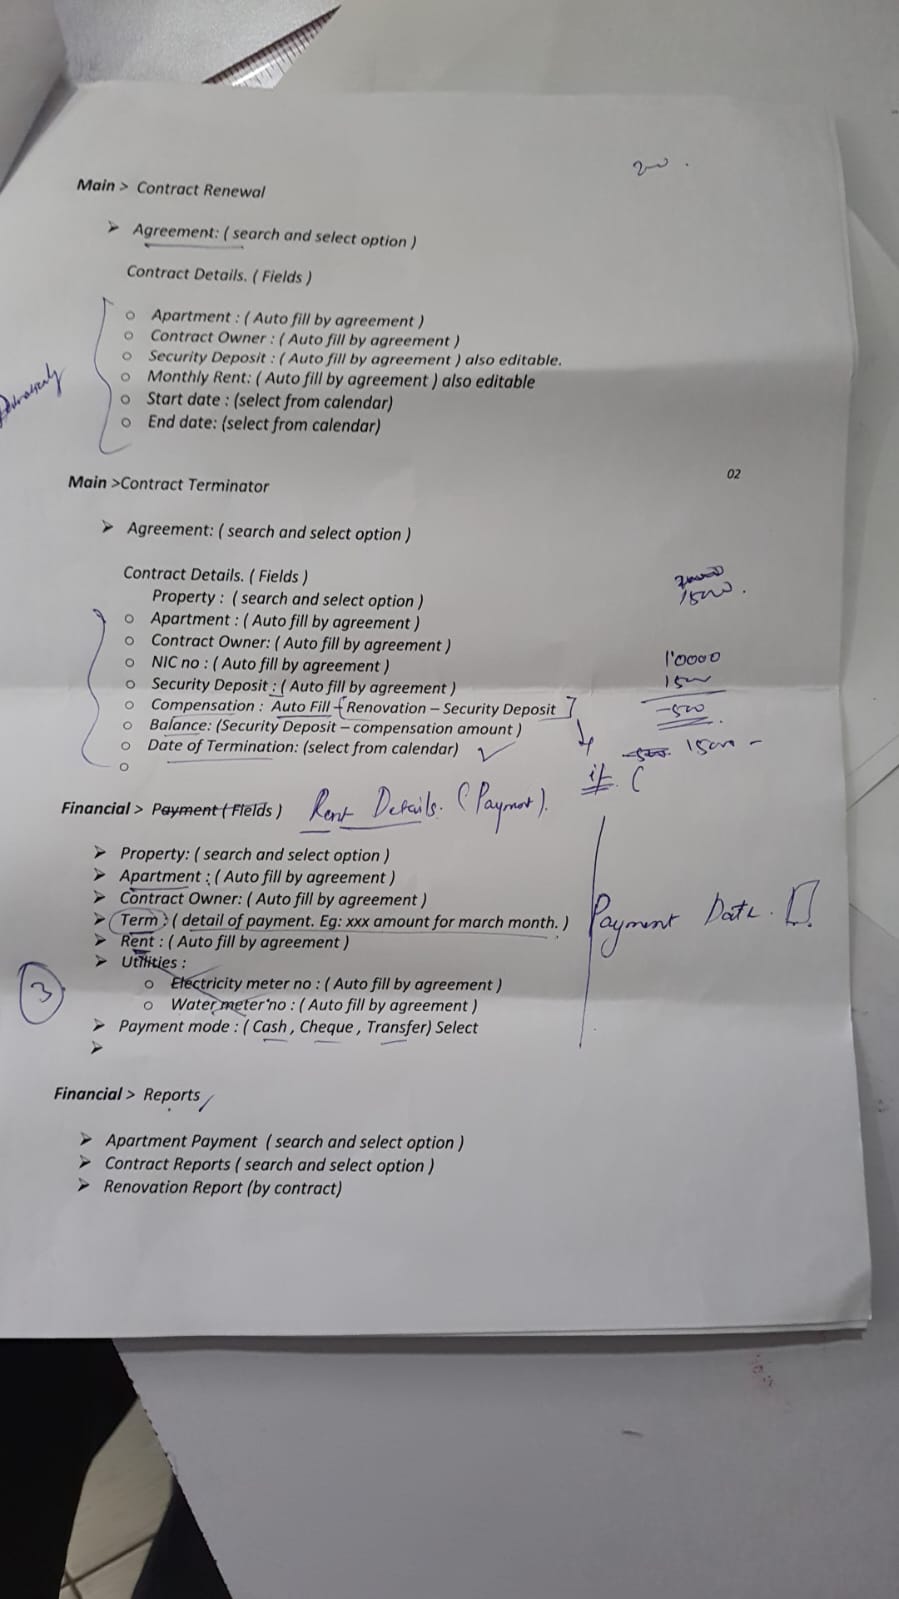 Main > Contract Renewal
➤ Agreement: ( search and select option )
Contract Details. ( Fields )
o Apartment : ( Auto fill by agreement )
o Contract Owner : ( Auto fill by agreement )
o Security Deposit : ( Auto fill by agreement ) also editable.
o Monthly Rent: ( Auto fill by agreement ) also editable
o Start date : (select from calendar)
o End date: (select from calendar)
02
Main >Contract Terminator
➤ Agreement: ( search and select option )
Contract Details. ( Fields )
Property : ( search and select option )
o Apartment : ( Auto fill by agreement )
o Contract Owner: ( Auto fill by agreement )
o NIC no : ( Auto fill by agreement )
o Security Deposit : ( Auto fill by agreement )
o Compensation : Auto Fill – ( Renovation – Security Deposit )
o Balance: (Security Deposit – compensation amount )
o Date of Termination: (select from calendar)
o
if (
Financial > Payment ( Fields ) Rent Details. (Payment).
➤ Property: ( search and select option )
➤ Apartment : ( Auto fill by agreement )
➤ Contract Owner: ( Auto fill by agreement )
➤ Term : ( detail of payment. Eg: xxx amount for march month. ) Payment Date.
➤ Rent : ( Auto fill by agreement )
➤ Utilities :
o Electricity meter no : ( Auto fill by agreement )
3
o Water meter no : ( Auto fill by agreement )
➤ Payment mode : ( Cash , Cheque , Transfer) Select
➤
Financial > Reports
➤ Apartment Payment ( search and select option )
➤ Contract Reports ( search and select option )
➤ Renovation Report (by contract)